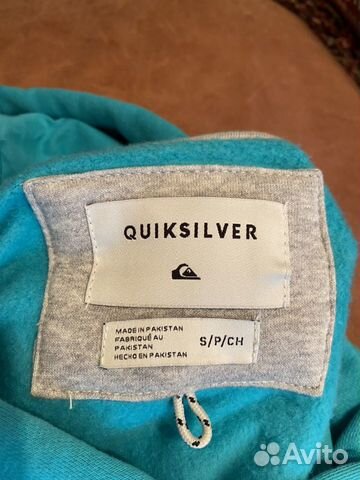 QUIKSILVER
MADE IN PAKISTAN
FABRIQUÉ AU
PAKISTAN
HECHO EN PAKISTAN
S/P/CH
Avito